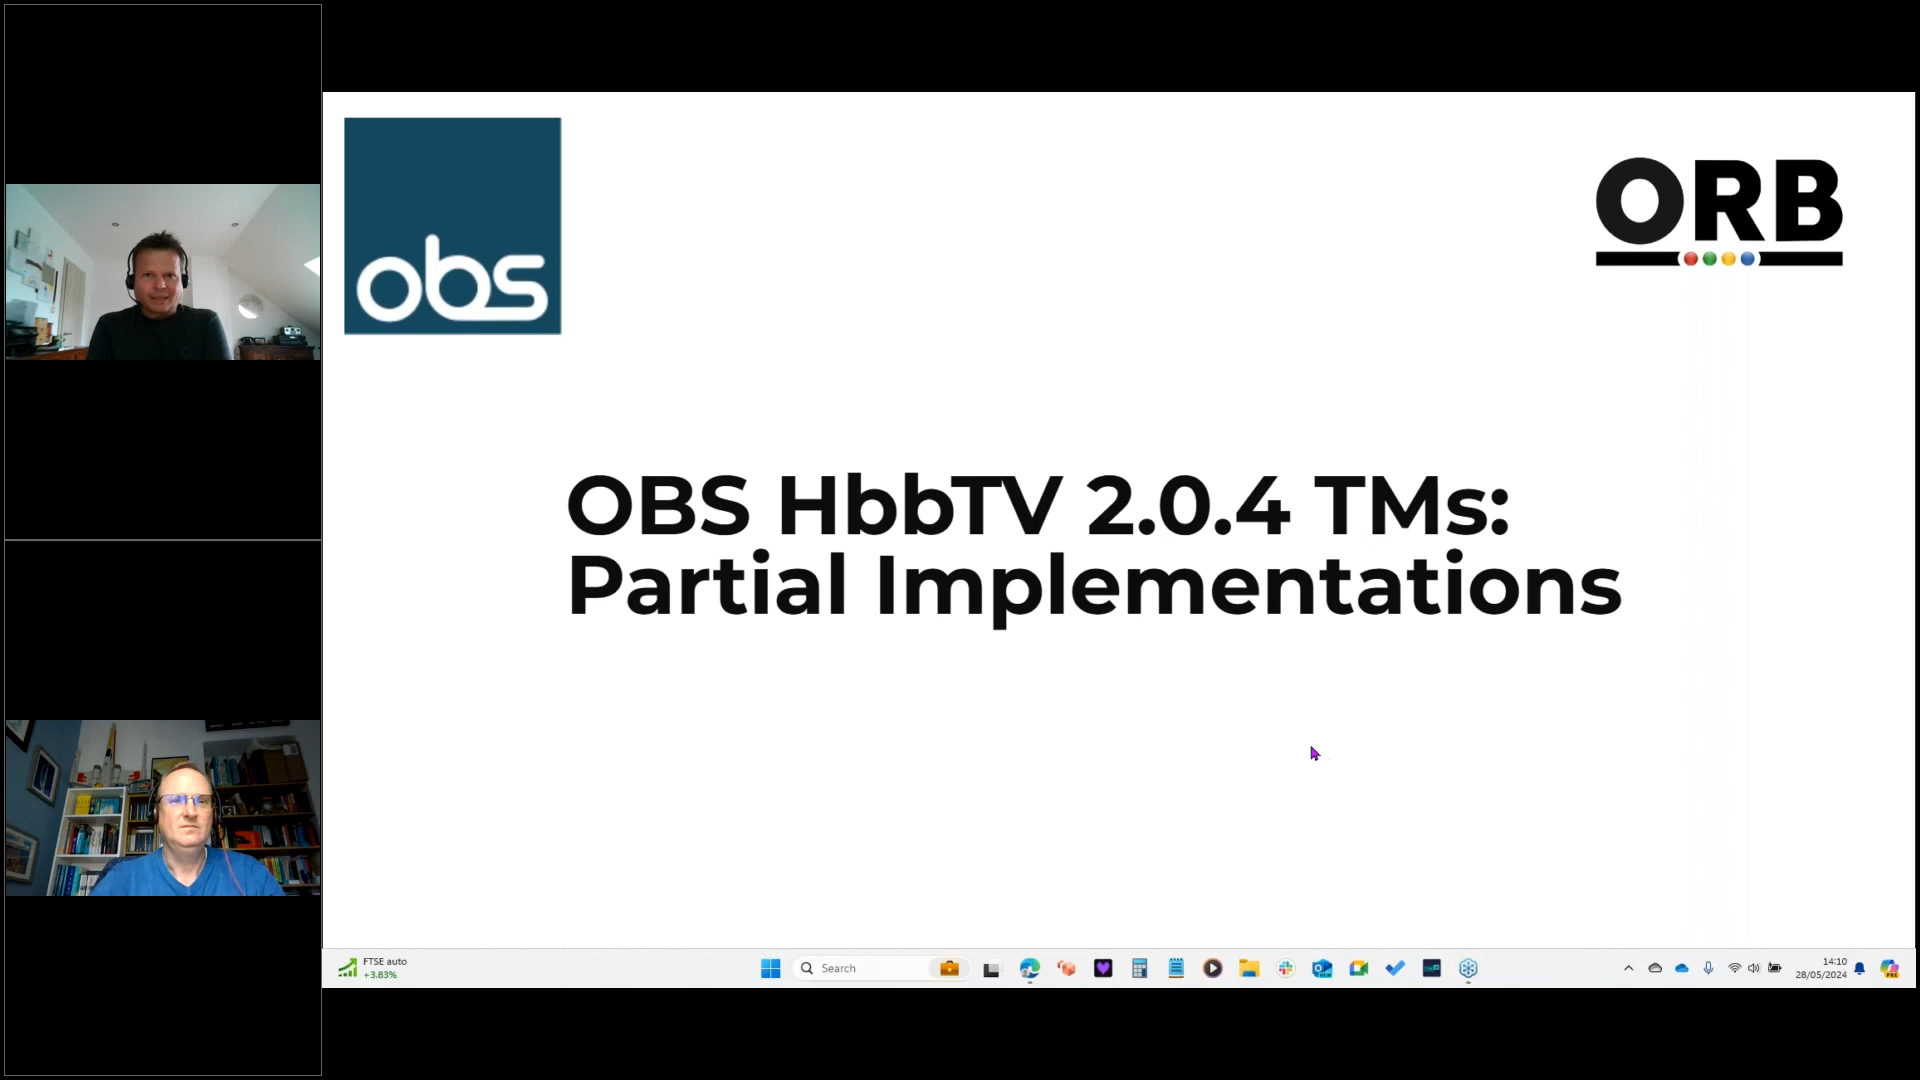 obs
ORB
OBS HbbTV 2.0.4 TMs:
Partial Implementations
FTSE auto
+3.83%
Search
14:10
28/05/2024